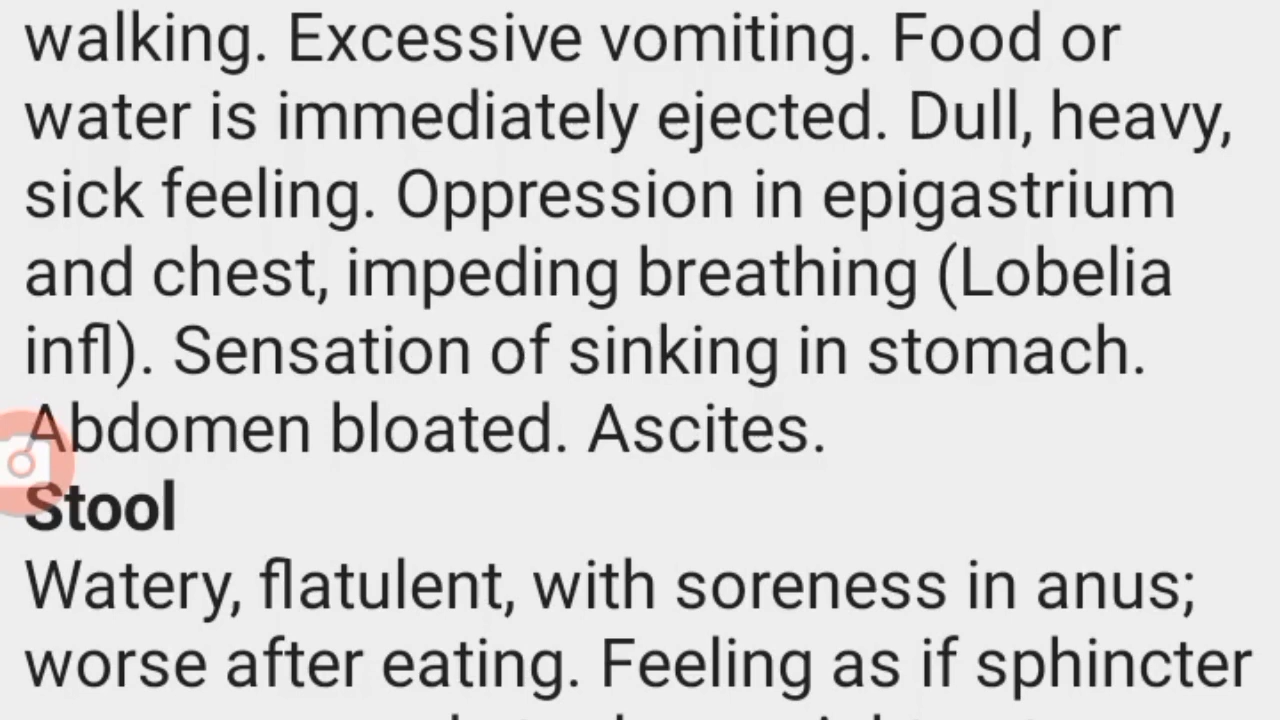 walking. Excessive vomiting. Food or
water is immediately ejected. Dull, heavy,
sick feeling. Oppression in epigastrium
and chest, impeding breathing (Lobelia
infl). Sensation of sinking in stomach.
Abdomen bloated. Ascites.
Stool
Watery, flatulent, with soreness in anus;
worse after eating. Feeling as if sphincter